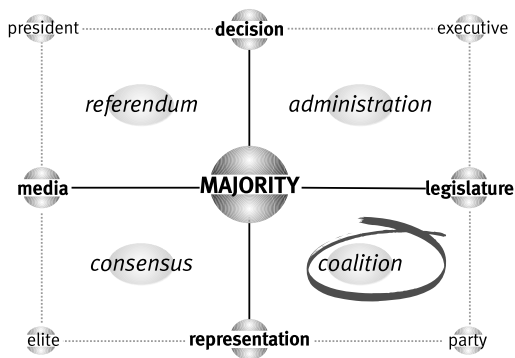 president decision executive
referendum administration
media MAJORITY legislature
consensus coalition
elite representation party